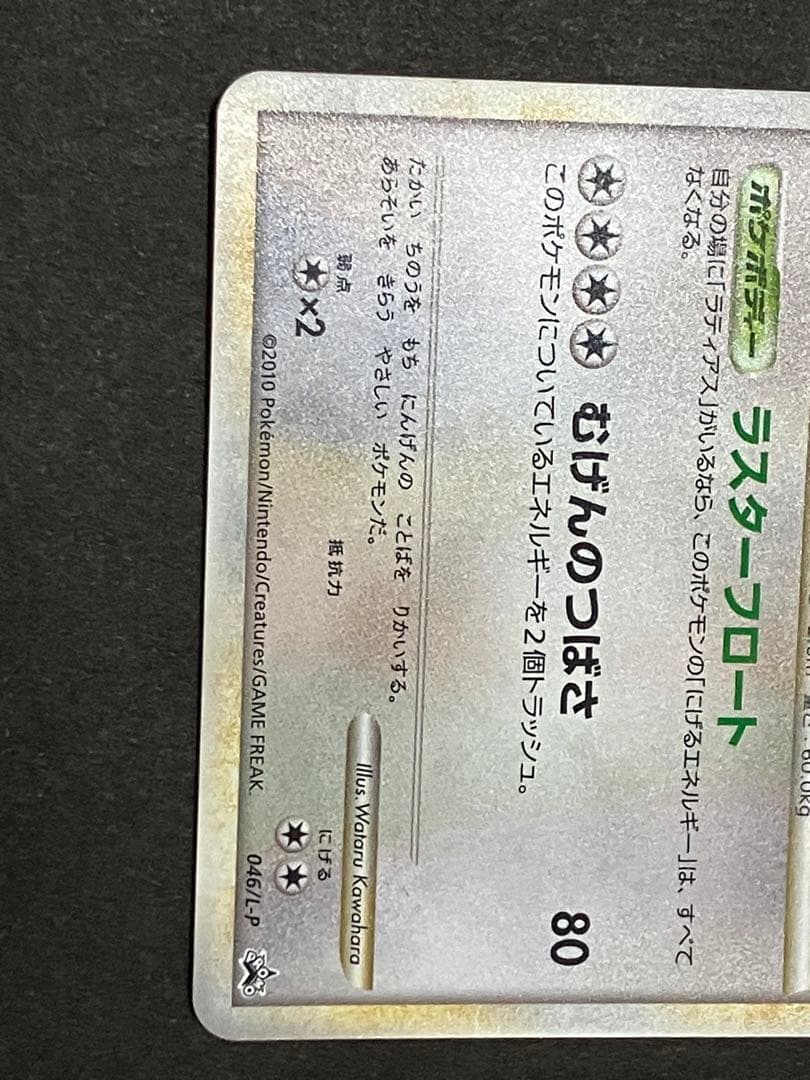 重さ:60.0kg
ポケボディー ラスターフロート
自分の場に「ラティアス」がいるなら、このポケモンの「にげるエネルギー」は、すべて
なくなる。
むげんのつばさ 80
このポケモンについているエネルギーを2個トラッシュ。
たかい ちのうを もち にんげんの ことばを りかいする。
あらそいを きらう やさしい ポケモンだ。
Illus. Wataru Kawahara
弱点 抵抗力 にげる
×2
©2010 Pokémon/Nintendo/Creatures/GAME FREAK.
046/L-P
PROMO